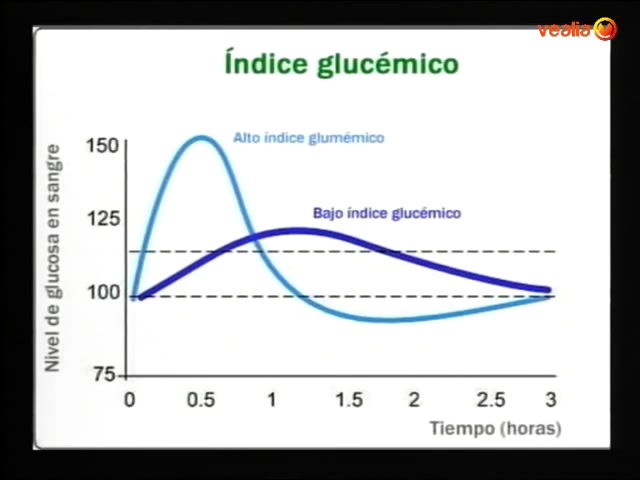 vealia
Índice glucémico
Alto índice glumémico
Bajo índice glucémico
Nivel de glucosa en sangre
150
125
100
75
0 0.5 1 1.5 2 2.5 3
Tiempo (horas)